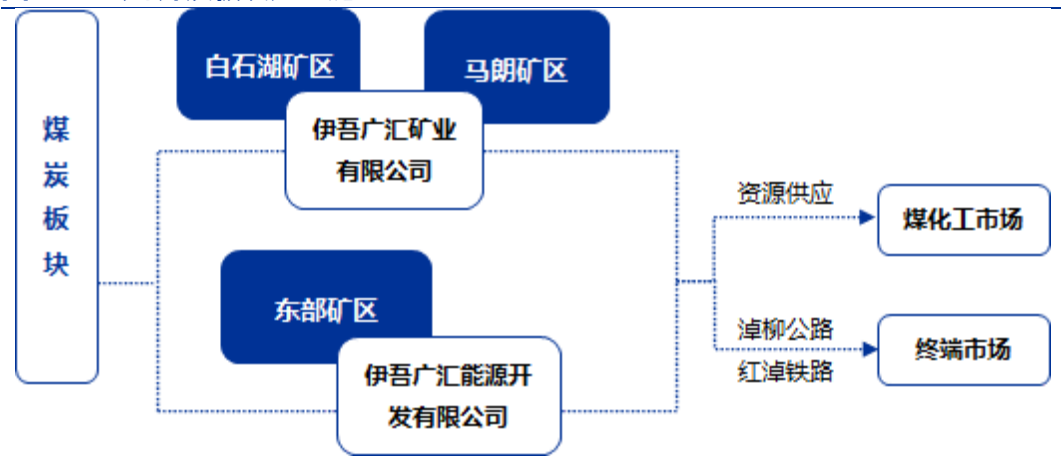 煤
炭
板
块
白石湖矿区
马朗矿区
伊吾广汇矿业
有限公司
东部矿区
伊吾广汇能源开
发有限公司
资源供应
煤化工市场
淖柳公路
红淖铁路
终端市场